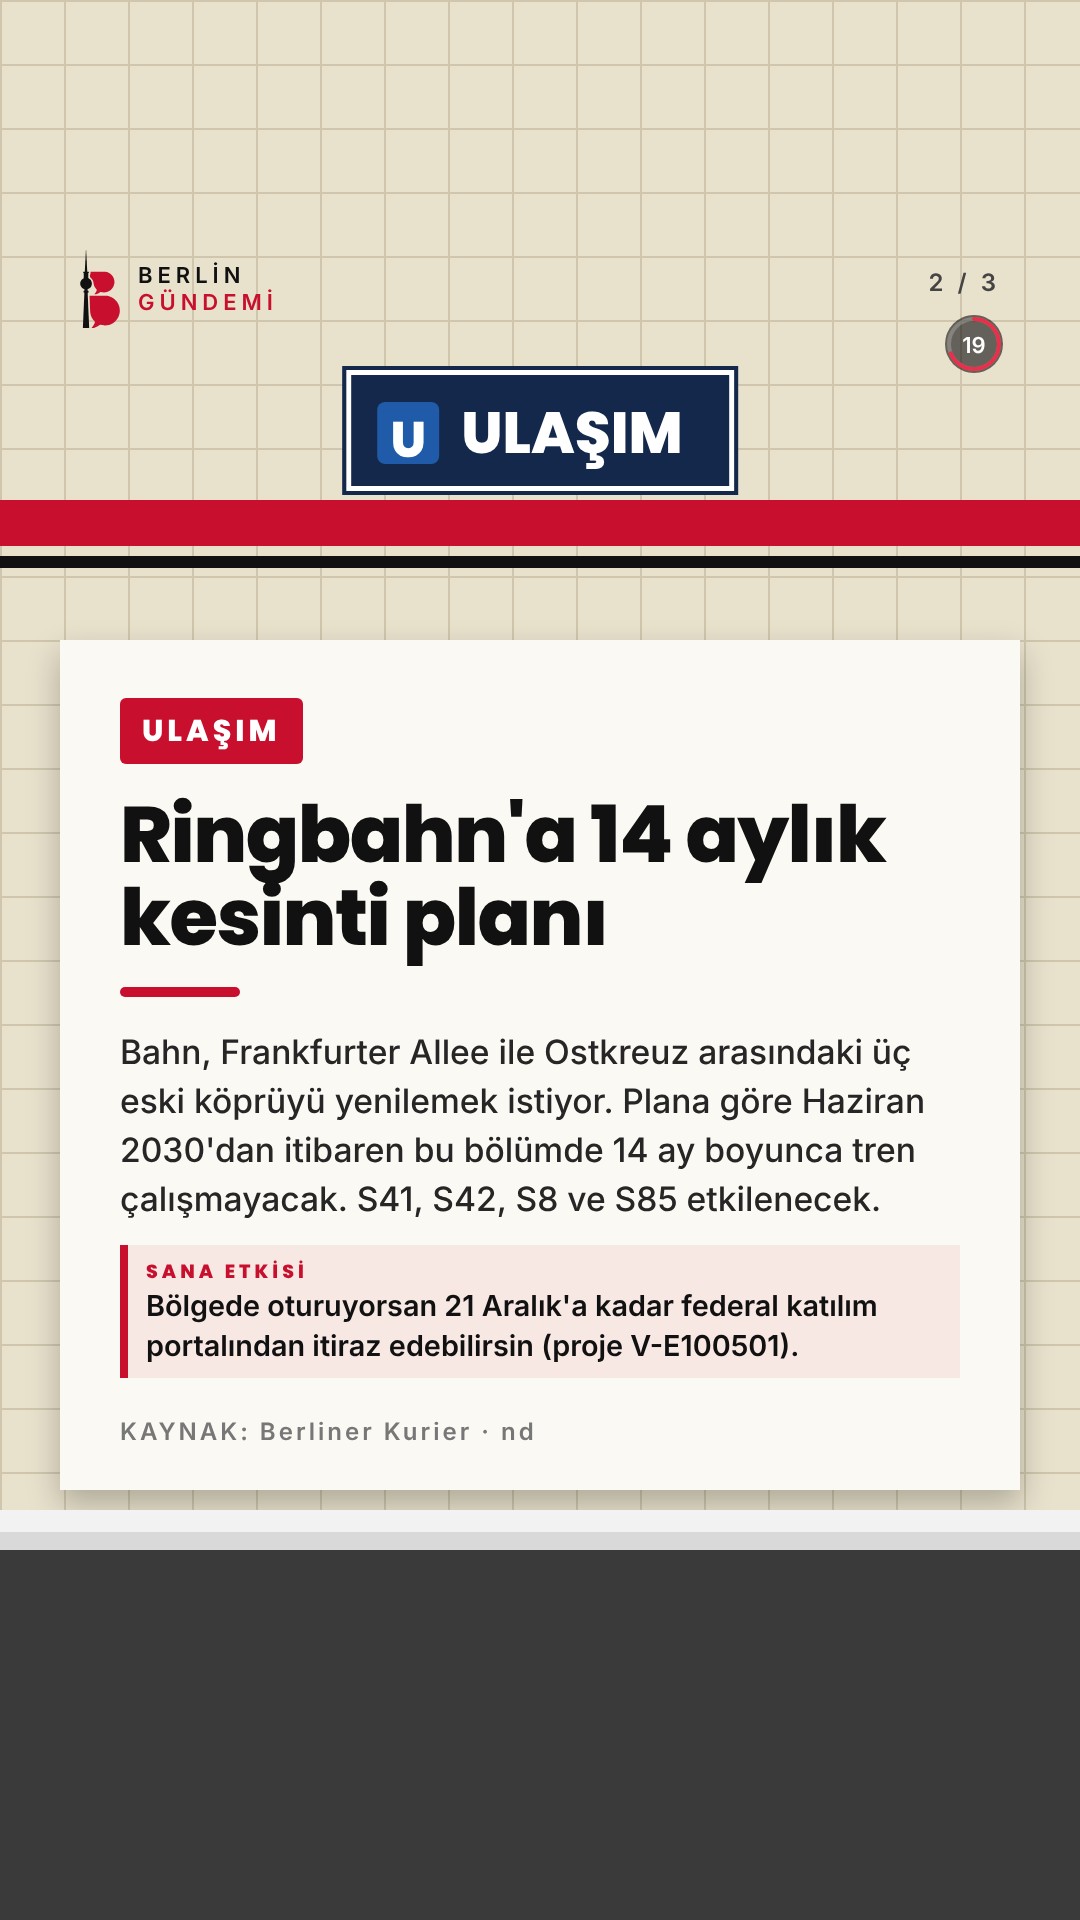 BERLİN
GÜNDEMİ
2 / 3
19
U ULAŞIM
ULAŞIM
Ringbahn'a 14 aylık
kesinti planı
Bahn, Frankfurter Allee ile Ostkreuz arasındaki üç
eski köprüyü yenilemek istiyor. Plana göre Haziran
2030'dan itibaren bu bölümde 14 ay boyunca tren
çalışmayacak. S41, S42, S8 ve S85 etkilenecek.
SANA ETKİSİ
Bölgede oturuyorsan 21 Aralık'a kadar federal katılım
portalından itiraz edebilirsin (proje V-E100501).
KAYNAK: Berliner Kurier · nd